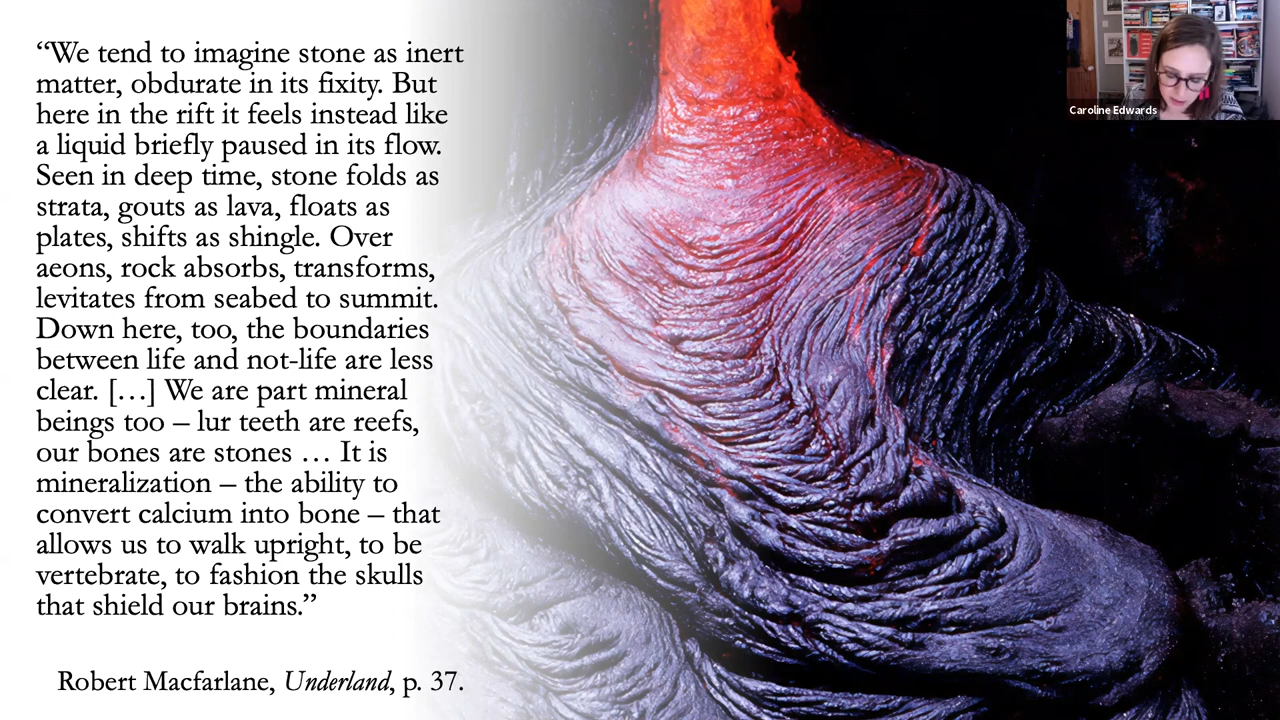 “We tend to imagine stone as inert
matter, obdurate in its fixity. But
here in the rift it feels instead like
a liquid briefly paused in its flow.
Seen in deep time, stone folds as
strata, gouts as lava, floats as
plates, shifts as shingle. Over
aeons, rock absorbs, transforms,
levitates from seabed to summit.
Down here, too, the boundaries
between life and not-life are less
clear. […] We are part mineral
beings too – lur teeth are reefs,
our bones are stones … It is
mineralization – the ability to
convert calcium into bone – that
allows us to walk upright, to be
vertebrate, to fashion the skulls
that shield our brains.”
Robert Macfarlane, Underland, p. 37.
Caroline Edwards